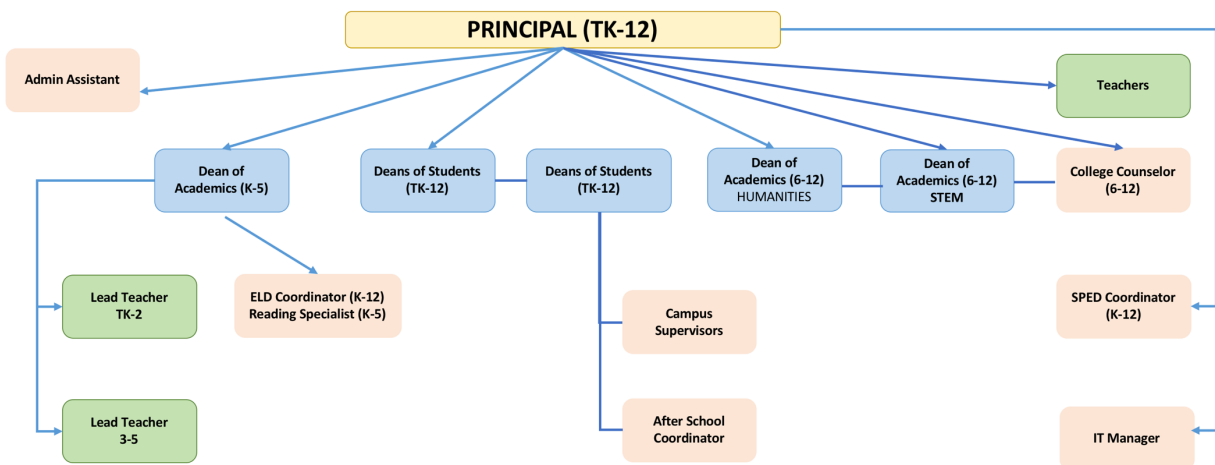 PRINCIPAL (TK-12)
Admin Assistant
Teachers
Dean of
Academics (K-5)
Deans of Students
(TK-12)
Deans of Students
(TK-12)
Dean of
Academics (6-12)
HUMANITIES
Dean of
Academics (6-12)
STEM
College Counselor
(6-12)
Lead Teacher
TK-2
ELD Coordinator (K-12)
Reading Specialist (K-5)
Campus
Supervisors
SPED Coordinator
(K-12)
Lead Teacher
3-5
After School
Coordinator
IT Manager